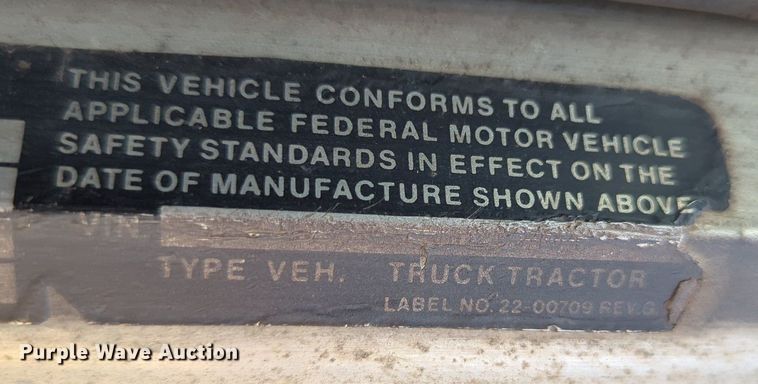 THIS VEHICLE CONFORMS TO ALL
APPLICABLE FEDERAL MOTOR VEHICLE
SAFETY STANDARDS IN EFFECT ON THE
DATE OF MANUFACTURE SHOWN ABOVE
VIN
TYPE VEH. TRUCK TRACTOR
LABEL NO. 22-00709 REV.G.
Purple Wave Auction